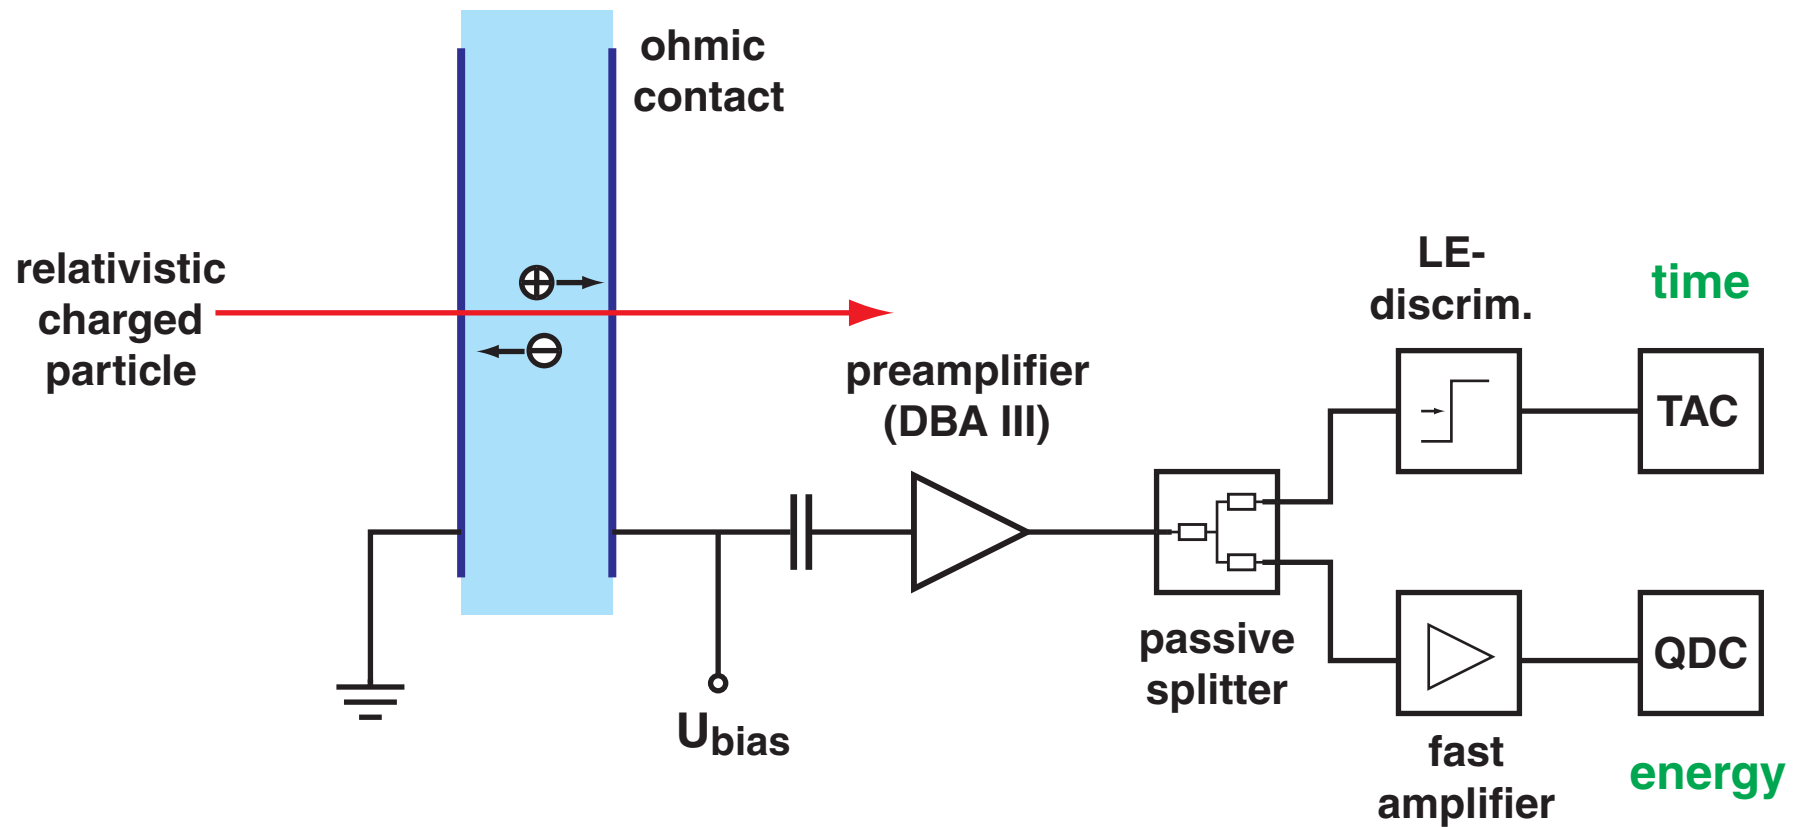 ohmic
contact
relativistic
charged
particle
preamplifier
(DBA III)
LE-
discrim.
time
TAC
passive
splitter
QDC
fast
amplifier
energy
Ubias